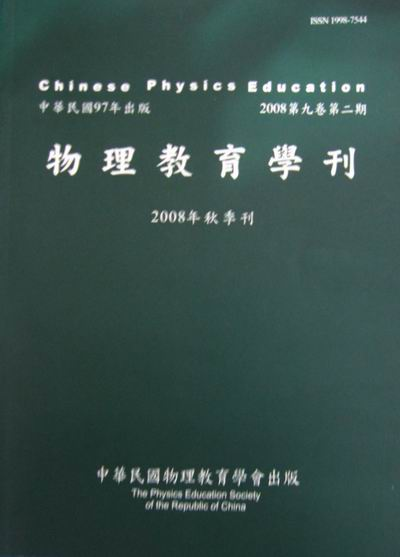 ISSN 1998-7544
Chinese Physics Education
中華民國97年出版 2008第九卷第二期
物理教育學刊
2008年秋季刊
中華民國物理教育學會出版
The Physics Education Society
of the Republic of China